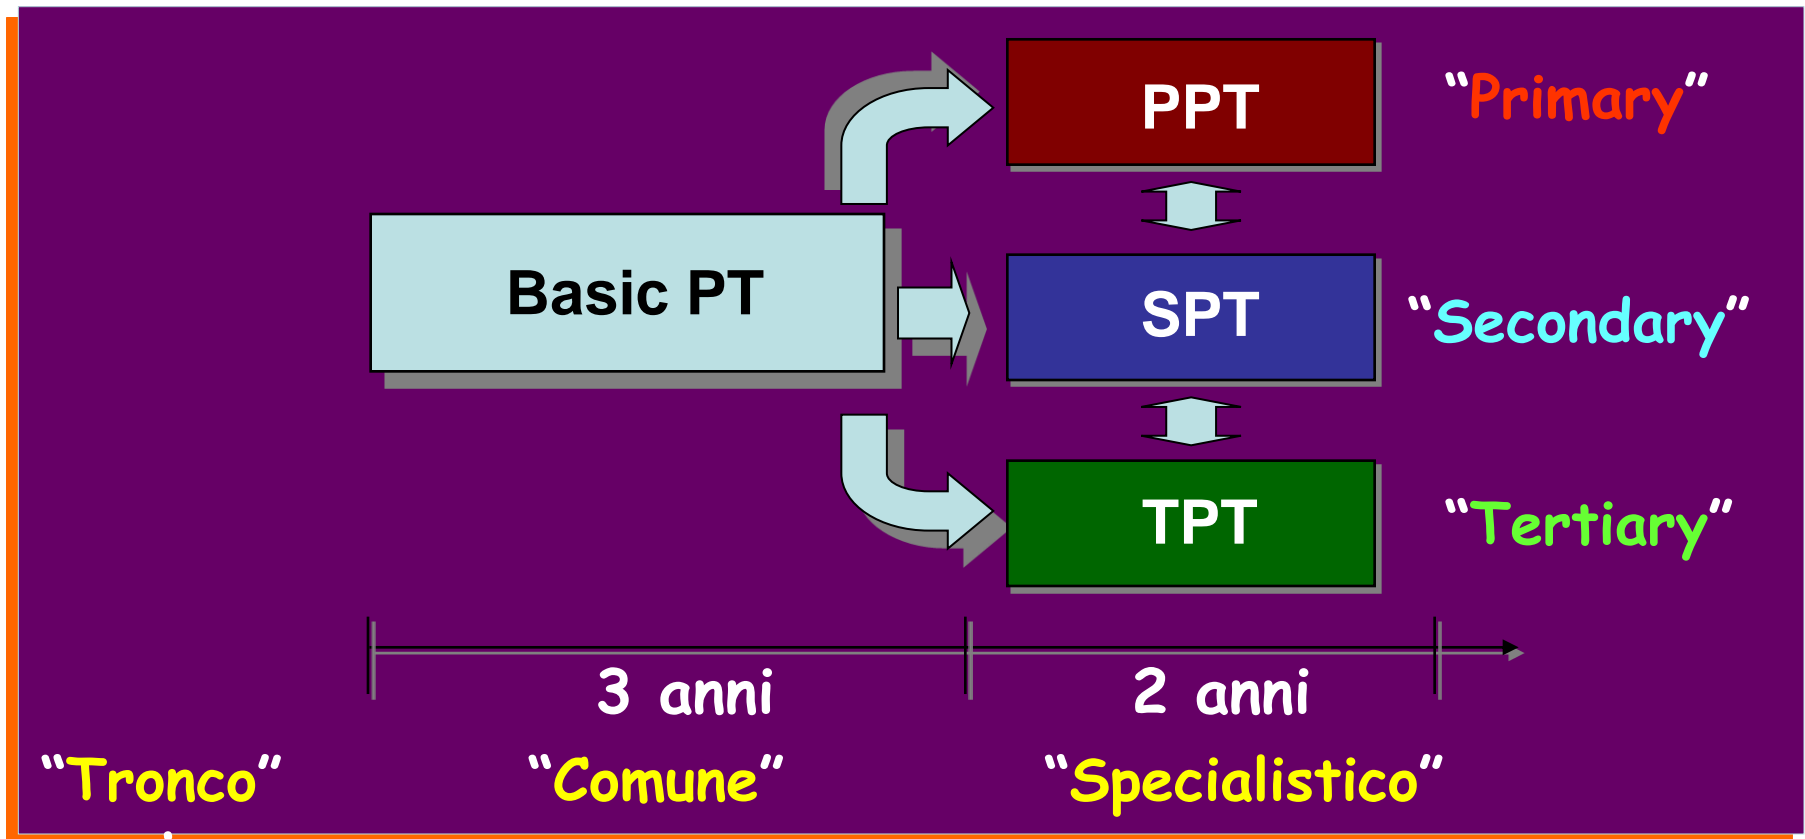 PPT
“Primary”
Basic PT
SPT
“Secondary”
TPT
“Tertiary”
3 anni
2 anni
“Tronco” “Comune” “Specialistico”